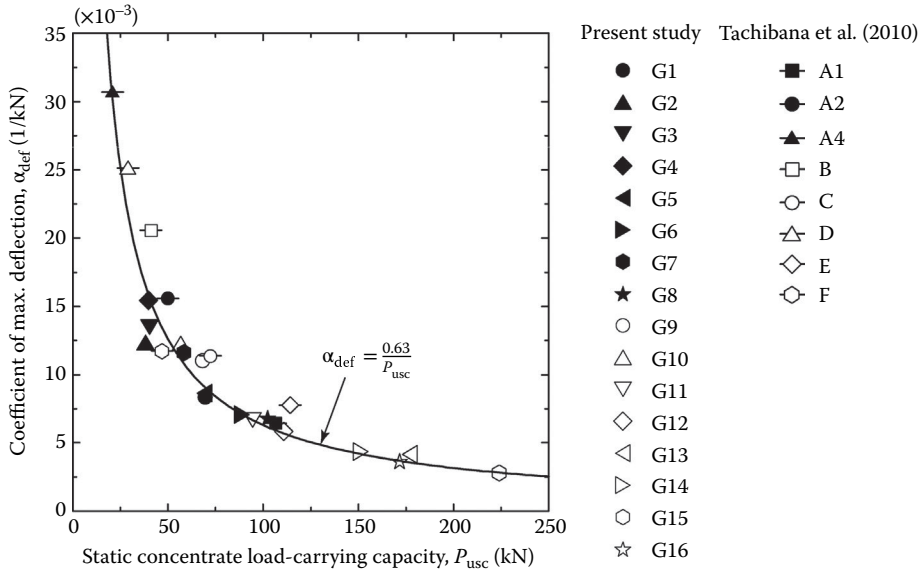 (×10⁻³)
35
30
25
20
15
10
5
0
0 50 100 150 200 250
Coefficient of max. deflection, α_def (1/kN)
Static concentrate load-carrying capacity, P_usc (kN)
α_def = 0.63/P_usc
Present study Tachibana et al. (2010)
G1 A1
G2 A2
G3 A4
G4 B
G5 C
G6 D
G7 E
G8 F
G9
G10
G11
G12
G13
G14
G15
G16